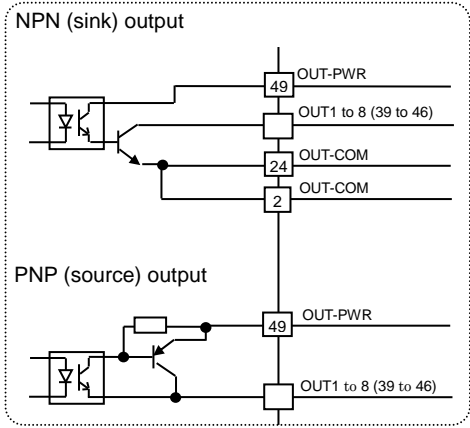 NPN (sink) output
49 OUT-PWR
OUT1 to 8 (39 to 46)
24 OUT-COM
2 OUT-COM
PNP (source) output
49 OUT-PWR
OUT1 to 8 (39 to 46)